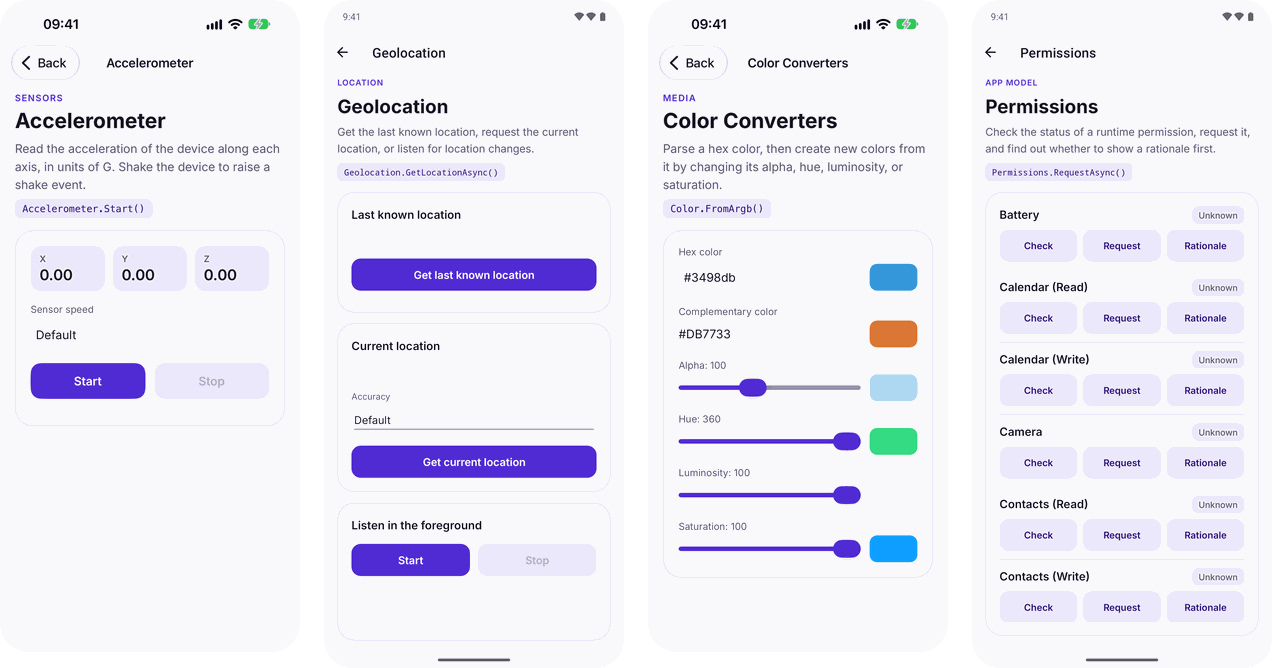 09:41
Back
Accelerometer
SENSORS
Accelerometer
Read the acceleration of the device along each
axis, in units of G. Shake the device to raise a
shake event.
Accelerometer.Start()
X
0.00
Y
0.00
Z
0.00
Sensor speed
Default
Start
Stop
9:41
Geolocation
LOCATION
Geolocation
Get the last known location, request the current
location, or listen for location changes.
Geolocation.GetLocationAsync()
Last known location
Get last known location
Current location
Accuracy
Default
Get current location
Listen in the foreground
Start
Stop
09:41
Back
Color Converters
MEDIA
Color Converters
Parse a hex color, then create new colors from
it by changing its alpha, hue, luminosity, or
saturation.
Color.FromArgb()
Hex color
#3498db
Complementary color
#DB7733
Alpha: 100
Hue: 360
Luminosity: 100
Saturation: 100
9:41
Permissions
APP MODEL
Permissions
Check the status of a runtime permission, request it,
and find out whether to show a rationale first.
Permissions.RequestAsync()
Battery
Unknown
Check
Request
Rationale
Calendar (Read)
Unknown
Check
Request
Rationale
Calendar (Write)
Unknown
Check
Request
Rationale
Camera
Unknown
Check
Request
Rationale
Contacts (Read)
Unknown
Check
Request
Rationale
Contacts (Write)
Unknown
Check
Request
Rationale